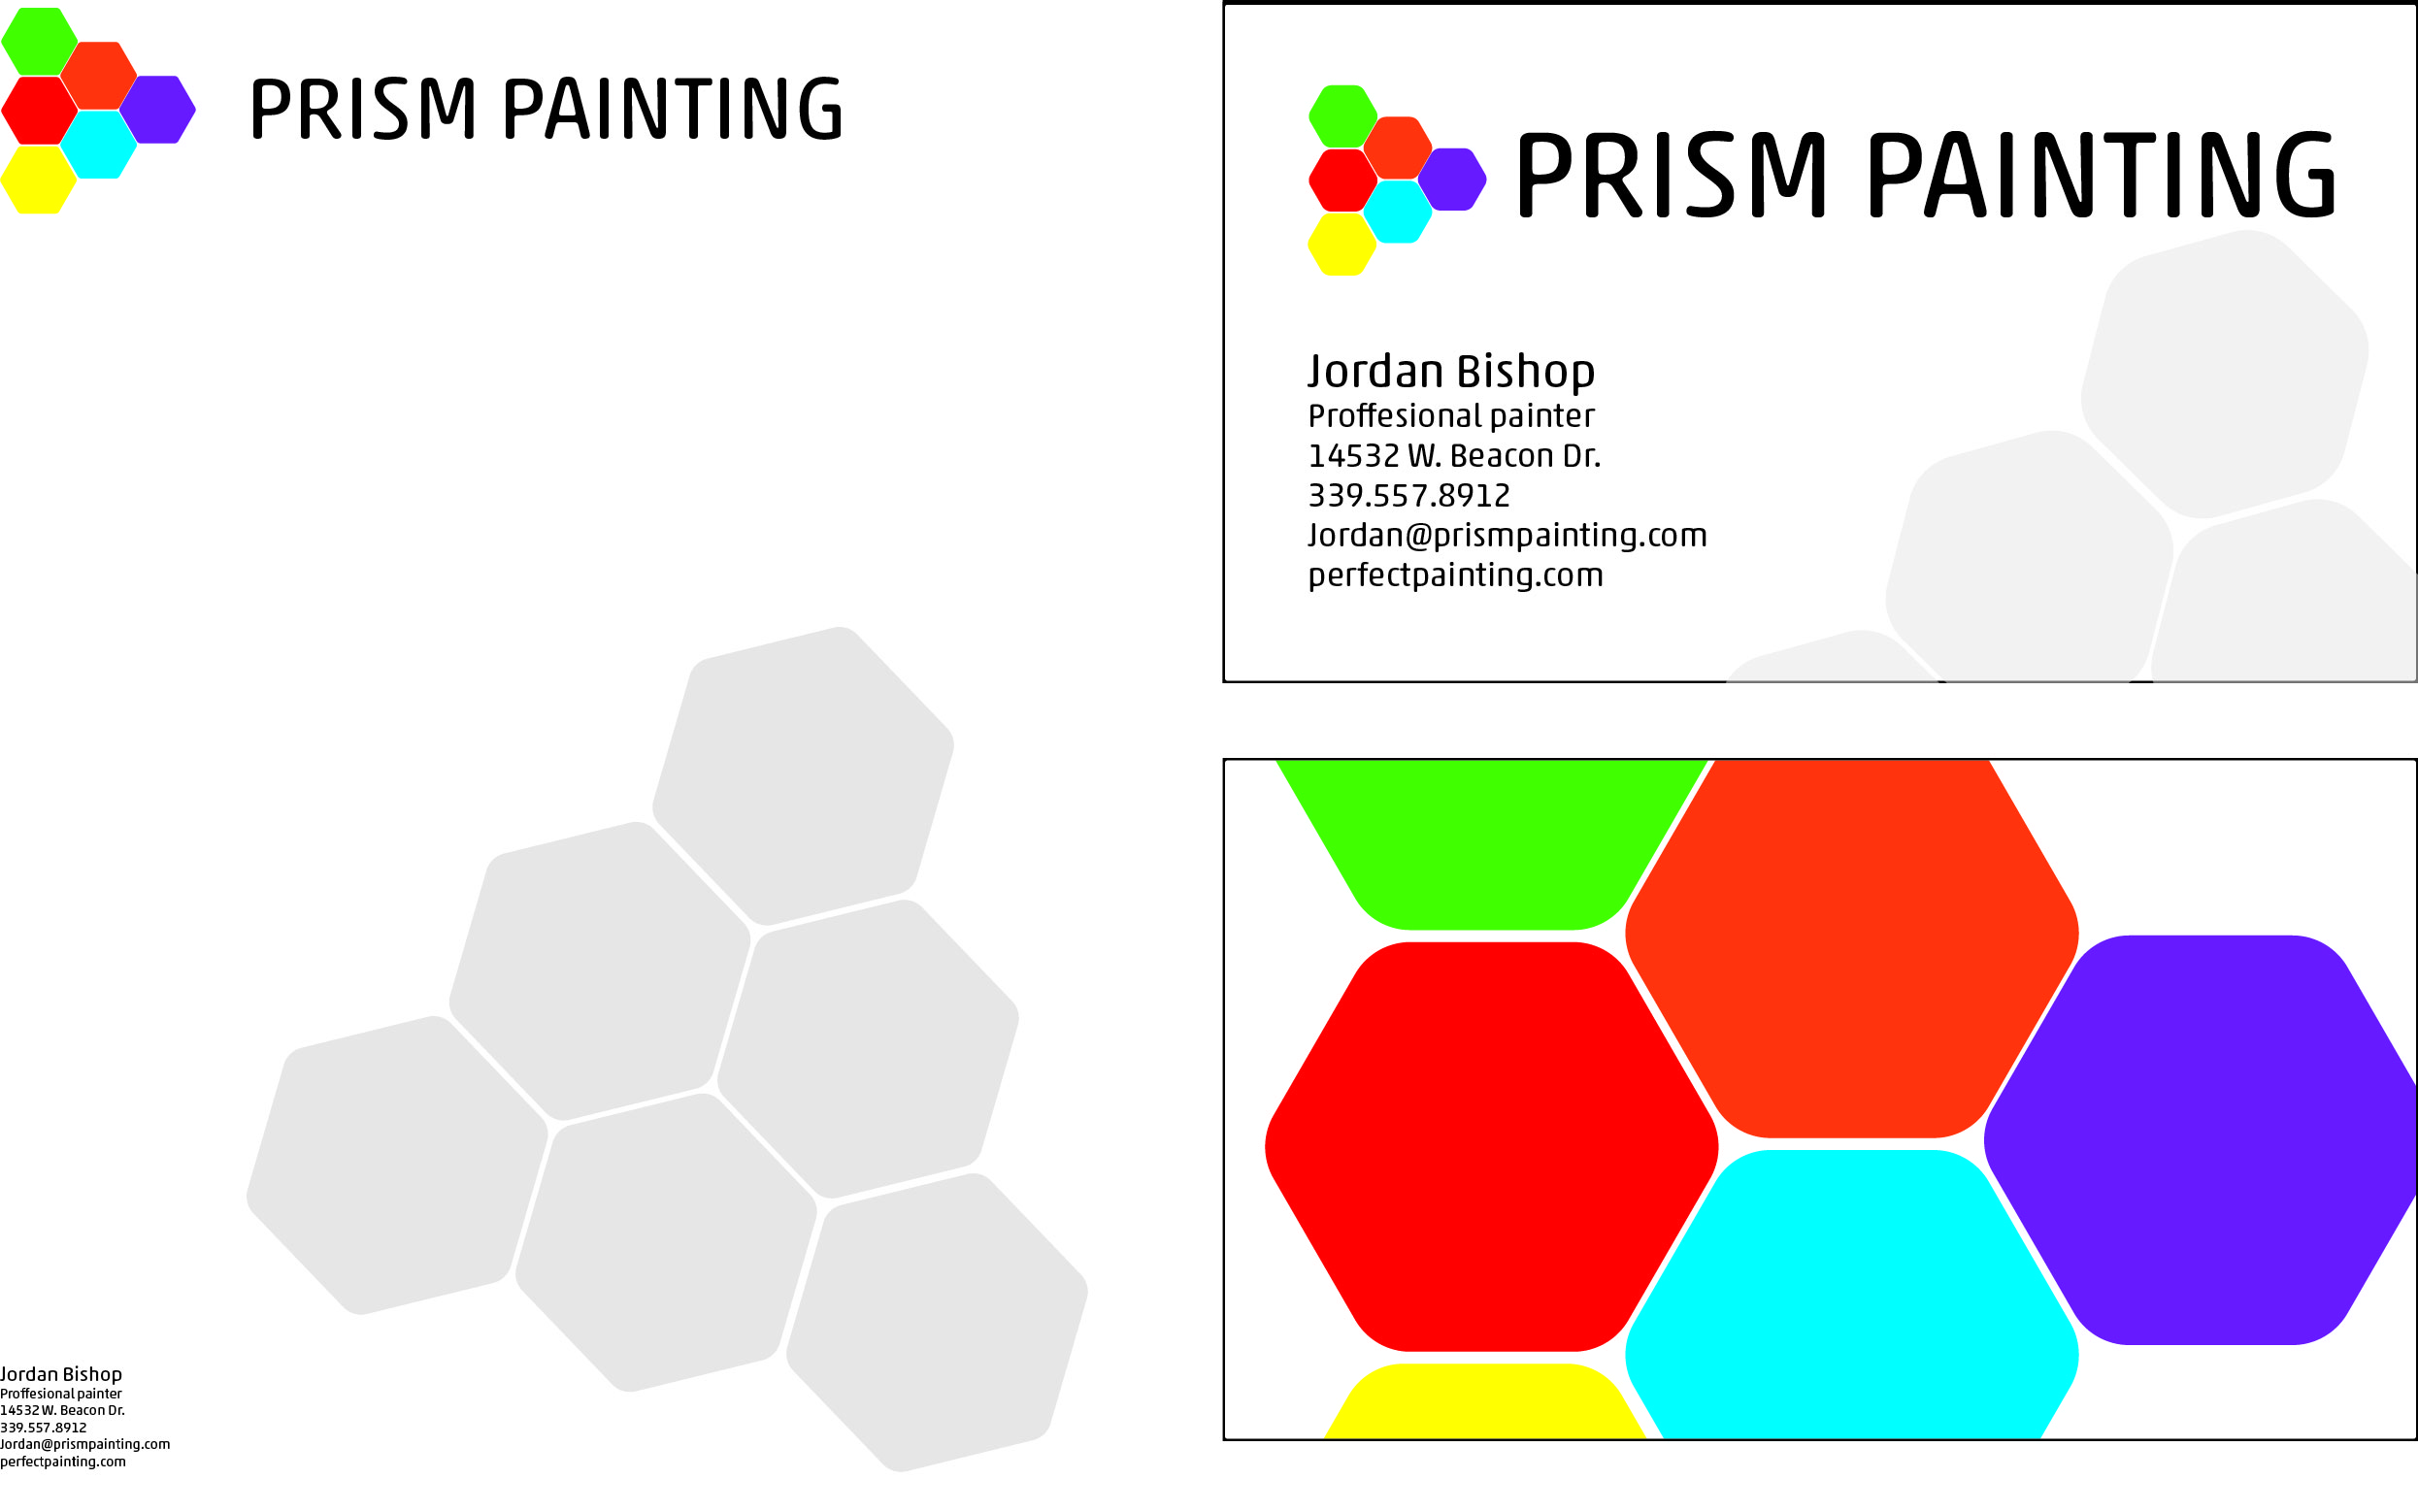 PRISM PAINTING
Jordan Bishop
Proffesional painter
14532 W. Beacon Dr.
339.557.8912
Jordan@prismpainting.com
perfectpainting.com
PRISM PAINTING
Jordan Bishop
Proffesional painter
14532 W. Beacon Dr.
339.557.8912
Jordan@prismpainting.com
perfectpainting.com